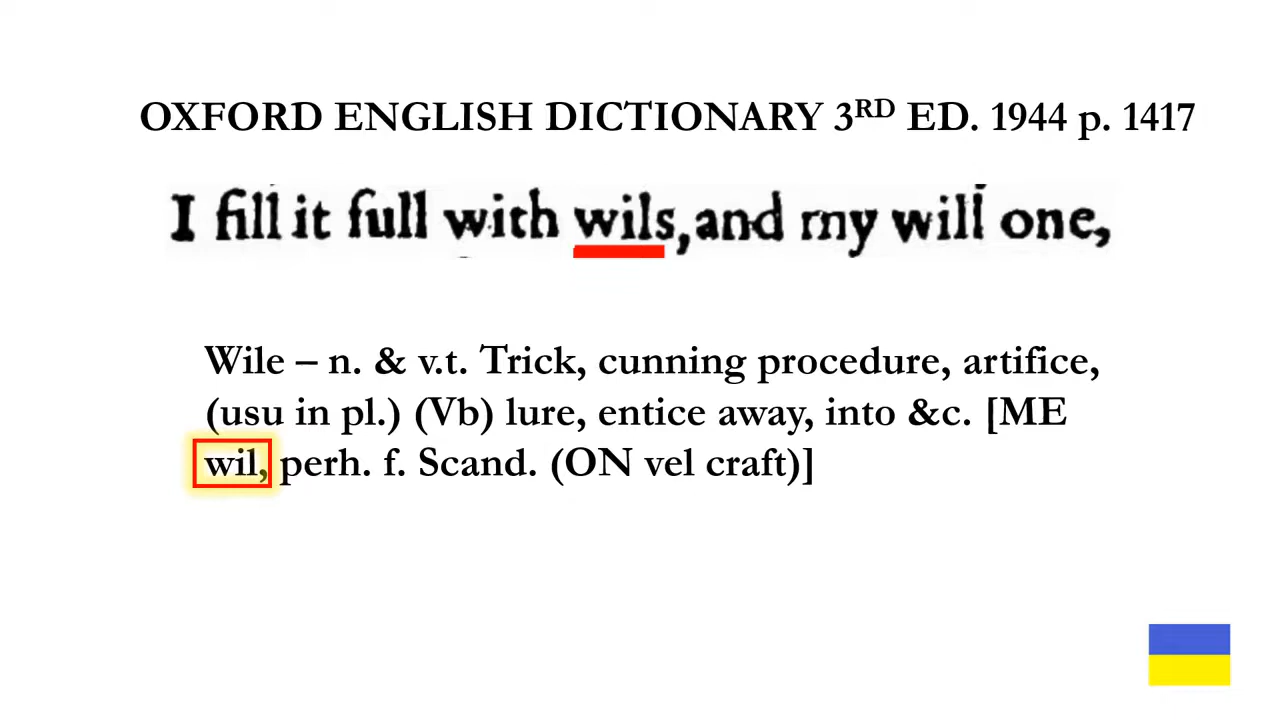 OXFORD ENGLISH DICTIONARY 3RD ED. 1944 p. 1417
I fill it full with wils, and my will one,
Wile – n. & v.t. Trick, cunning procedure, artifice,
(usu in pl.) (Vb) lure, entice away, into &c. [ME
wil, perh. f. Scand. (ON vel craft)]